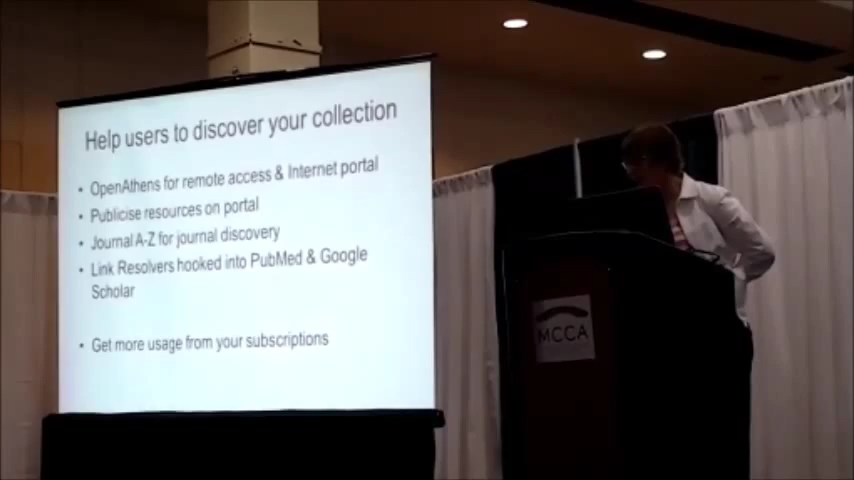 Help users to discover your collection
• OpenAthens for remote access & Internet portal
• Publicise resources on portal
• Journal A-Z for journal discovery
• Link Resolvers hooked into PubMed & Google
Scholar
• Get more usage from your subscriptions
MCCA